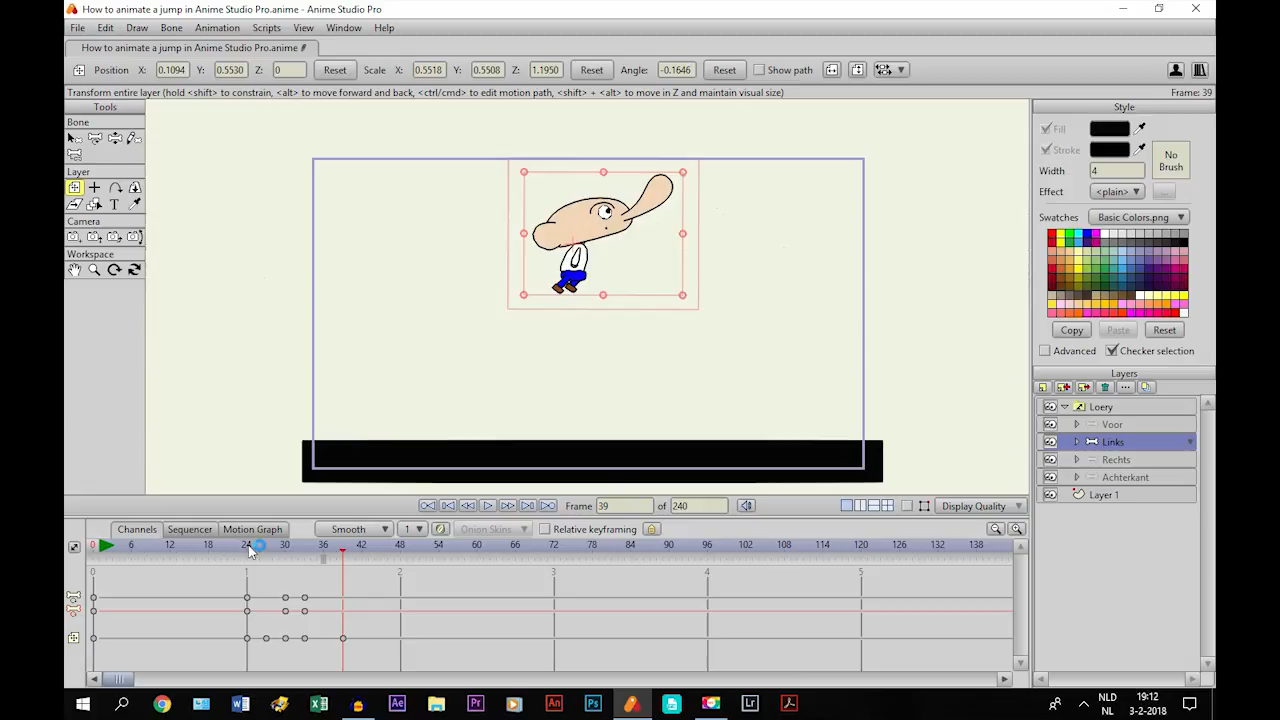 How to animate a jump in Anime Studio Pro.anime - Anime Studio Pro
File Edit Draw Bone Animation Scripts View Window Help
How to animate a jump in Anime Studio Pro.anime
Position X: 0.1094 Y: 0.5530 Z: 0 Reset Scale X: 0.5518 Y: 0.5508 Z: 1.1950 Reset Angle: -0.1646 Reset Show path
Transform entire layer (hold <shift> to constrain, <alt> to move forward and back, <ctrl/cmd> to edit motion path, <shift> + <alt> to move in Z and maintain visual size) Frame: 39
Tools
Bone
Layer
T
Camera
Workspace
Style
Fill
Stroke
No Brush
Width 4
Effect <plain> ...
Swatches Basic Colors.png
Copy Paste Reset
Advanced Checker selection
Layers
Loery
Voor
Links
Rechts
Achterkant
Layer 1
Frame 39 of 240 Display Quality
Channels Sequencer Motion Graph Smooth 1 Onion Skins Relative keyframing
0 6 12 18 24 30 36 42 48 54 60 66 72 78 84 90 96 102 108 114 120 126 132 138
0 1 2 3 4 5
Ae Pr An Ps Lr
NLD 19:12
NL 3-2-2018